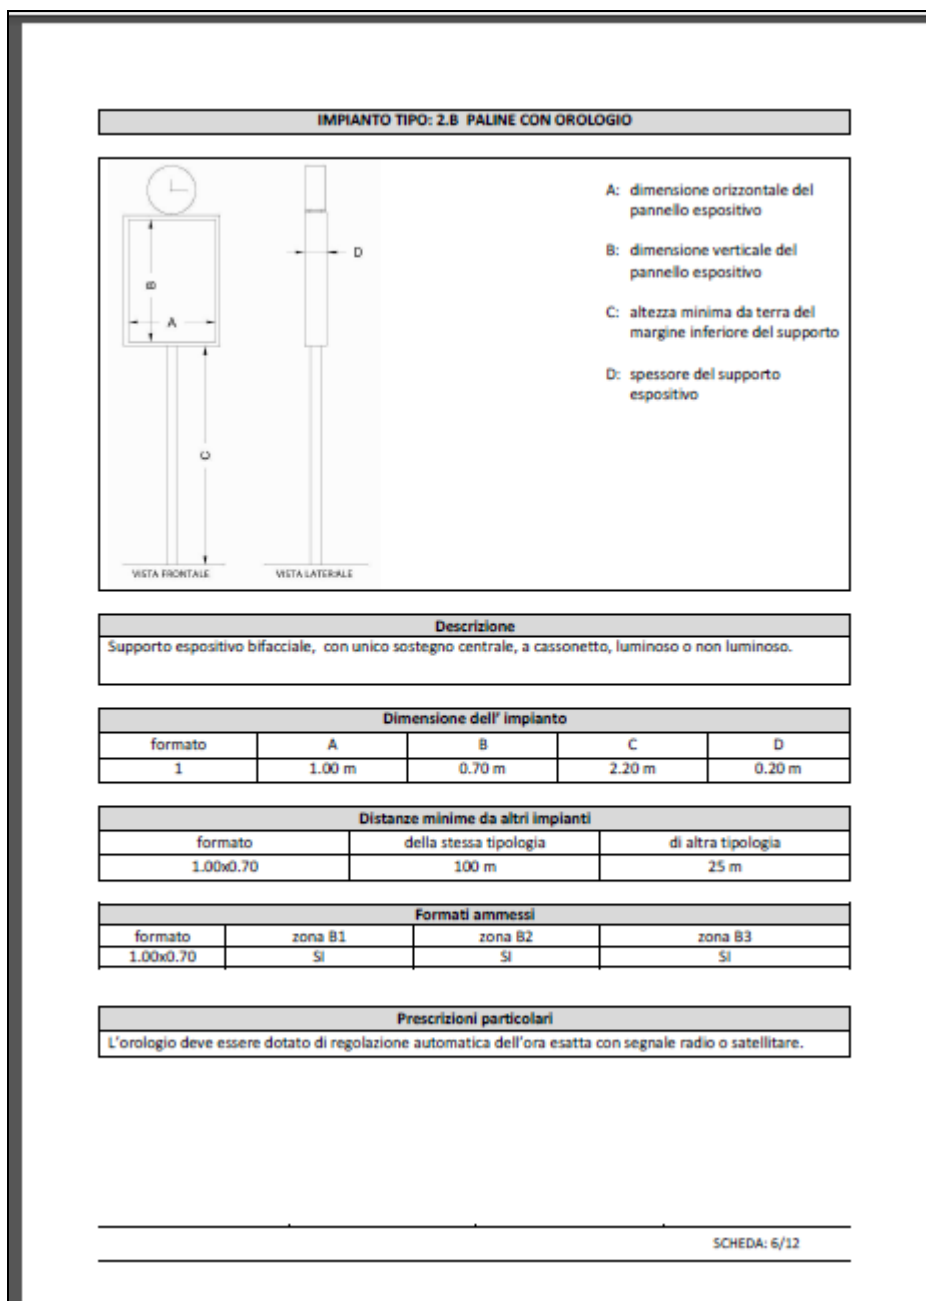 IMPIANTO TIPO: 2.B PALINE CON OROLOGIO
B
A
C
D
VISTA FRONTALE
VISTA LATERALE
A: dimensione orizzontale del
pannello espositivo
B: dimensione verticale del
pannello espositivo
C: altezza minima da terra del
margine inferiore del supporto
D: spessore del supporto
espositivo
Descrizione
Supporto espositivo bifacciale, con unico sostegno centrale, a cassonetto, luminoso o non luminoso.
Dimensione dell' impianto
formato A B C D
1 1.00 m 0.70 m 2.20 m 0.20 m
Distanze minime da altri impianti
formato della stessa tipologia di altra tipologia
1.00x0.70 100 m 25 m
Formati ammessi
formato zona B1 zona B2 zona B3
1.00x0.70 SI SI SI
Prescrizioni particolari
L'orologio deve essere dotato di regolazione automatica dell'ora esatta con segnale radio o satellitare.
SCHEDA: 6/12